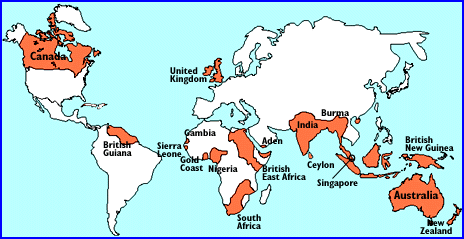 Canada
United
Kingdom
Burma
India
Gambia
Aden
British
New Guinea
British
Guiana
Sierra
Leone
Gold
Coast
Nigeria
British
East Africa
Ceylon
Singapore
Australia
South
Africa
New
Zealand